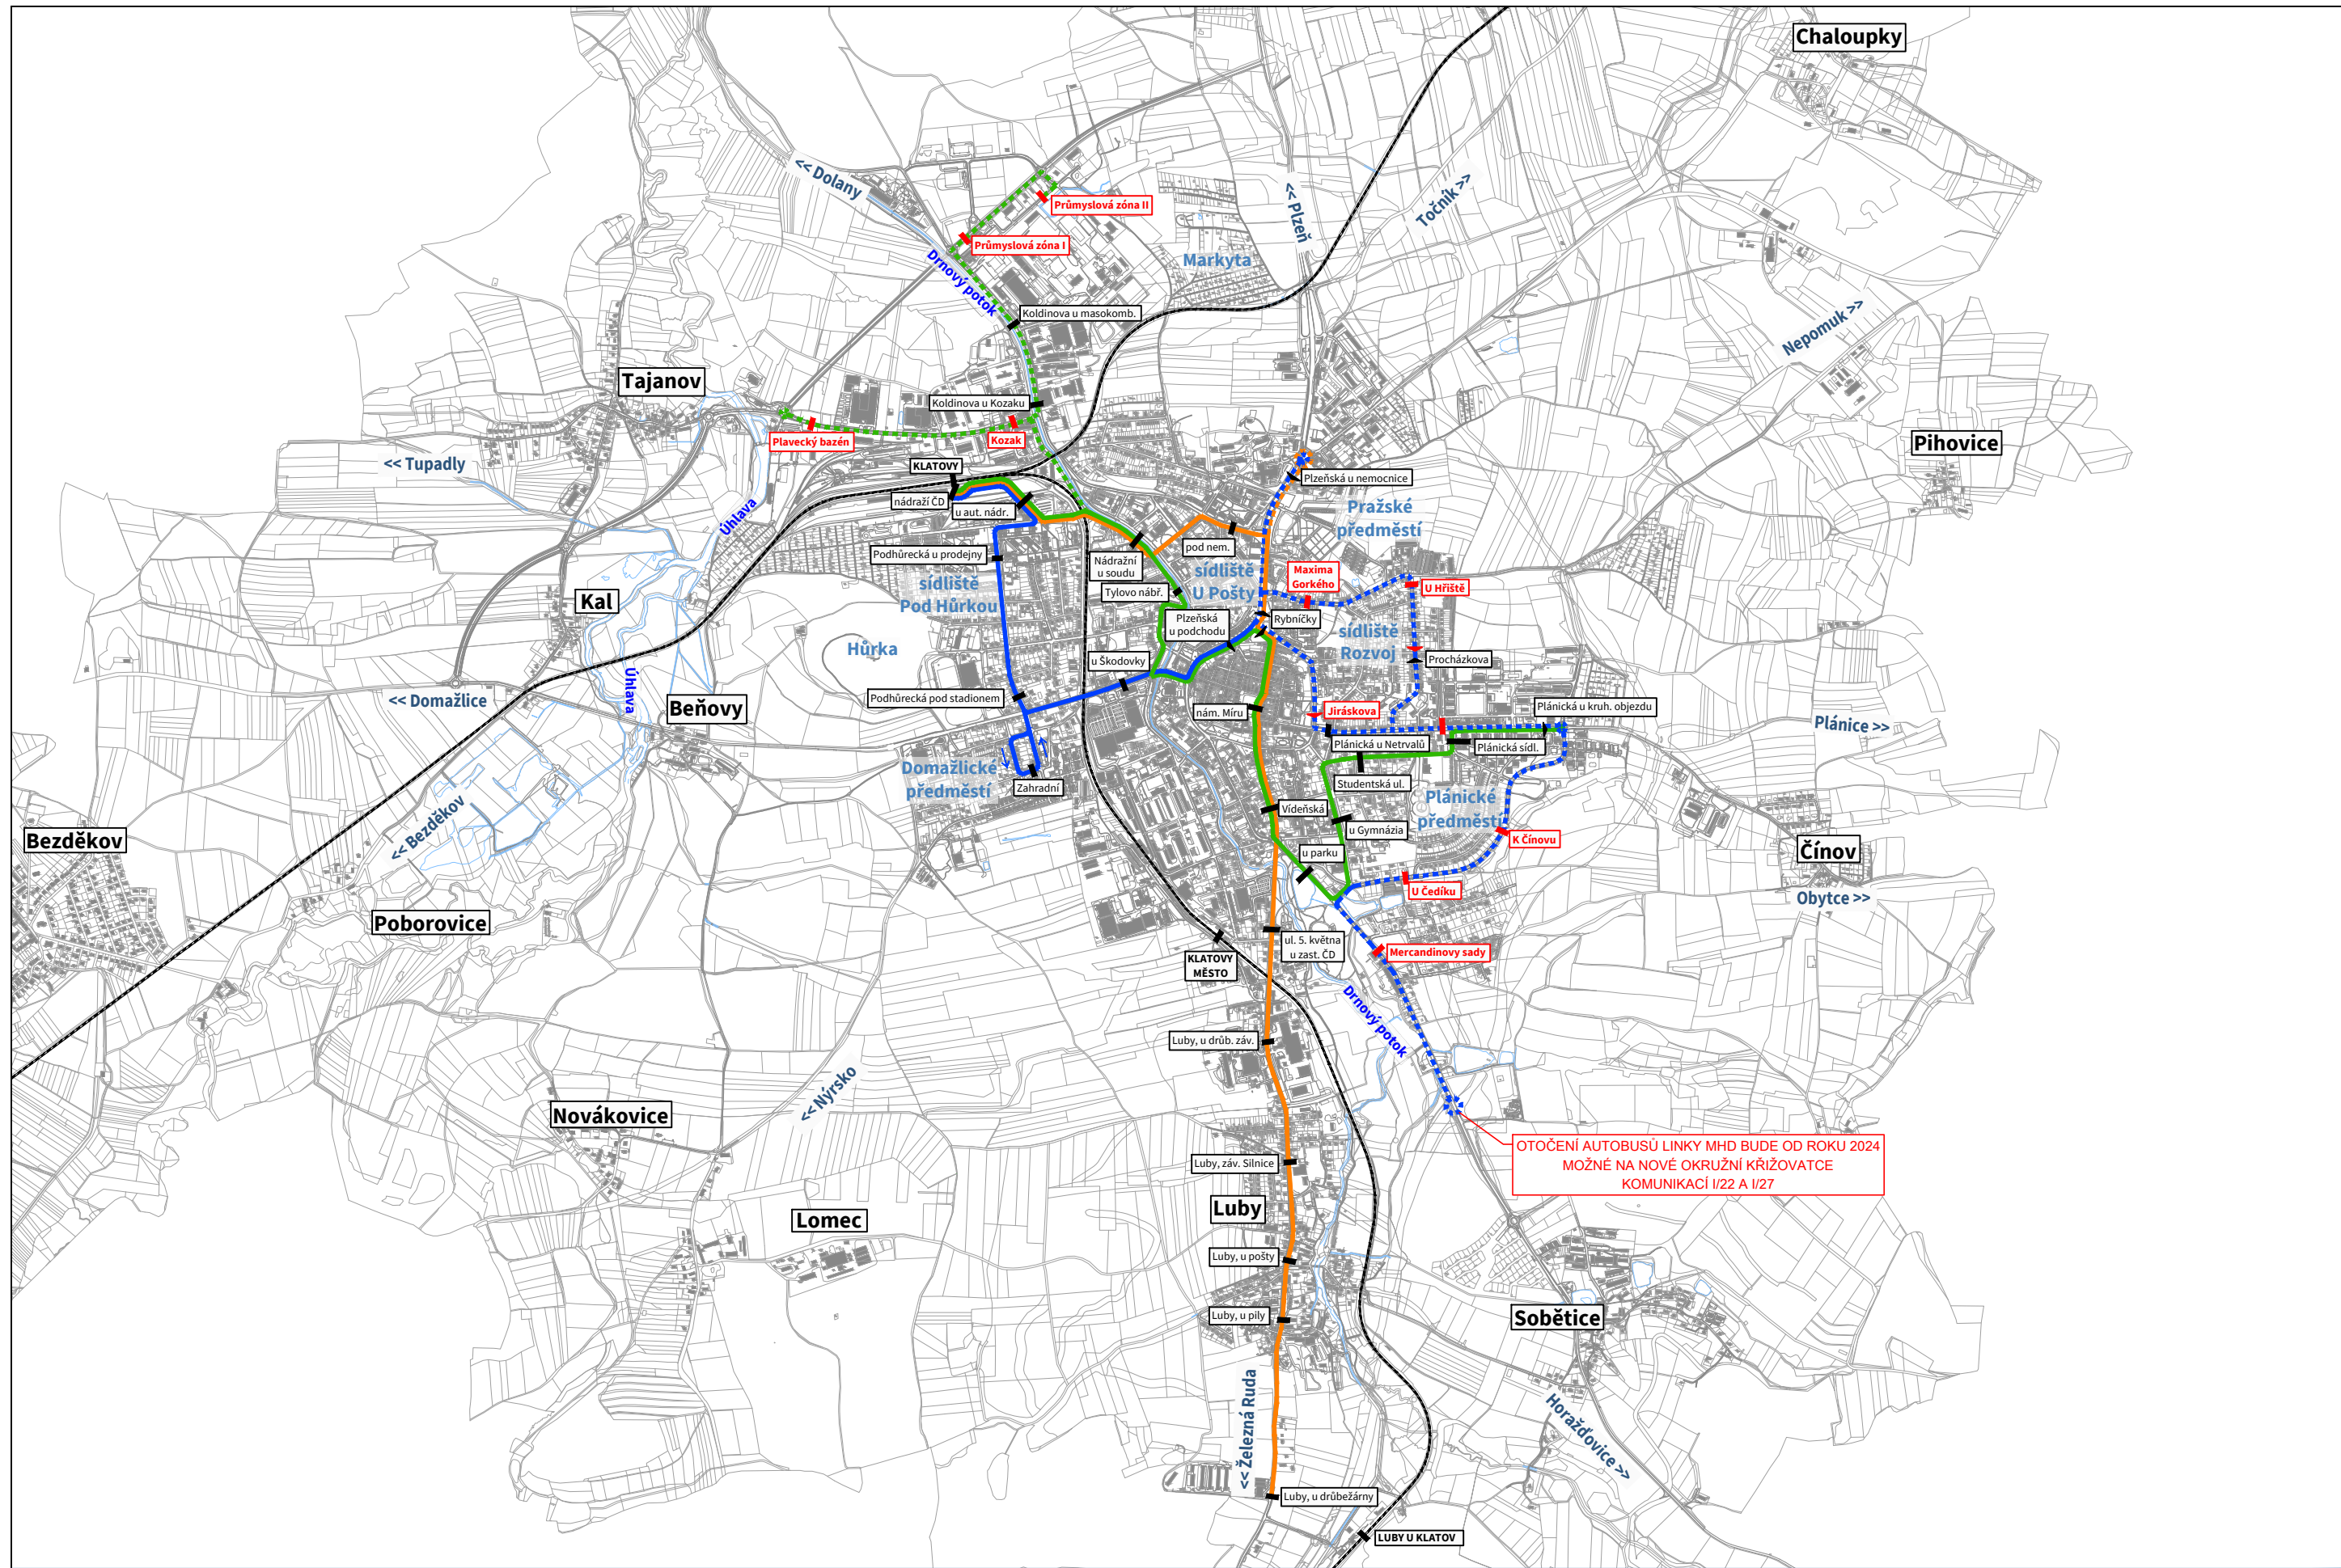 Chaloupky
<< Dolany
Točník >>
Průmyslová zóna II
<< Plzeň
Průmyslová zóna I
Markyta
Drnový potok
Koldinova u masokomb.
Nepomuk >>
Tajanov
Koldinova u Kozaku
Plavecký bazén
Kozak
Pihovice
<< Tupadly
KLATOVY
Plzeňská u nemocnice
nádraží ČD
u aut. nádr.
Úhlava
Pražské
předměstí
pod nem.
Podhůrecká u prodejny
Nádražní
u soudu
sídliště
U Pošty
Maxima
Gorkého
sídliště
Pod Hůrkou
Tylovo nábř.
U Hřiště
Kal
Plzeňská
u podchodu
Rybníčky
sídliště
Rozvoj
Hůrka
u Škodovky
Procházkova
Úhlava
<< Domažlice
Beňovy
Podhůrecká pod stadionem
nám. Míru
Jiráskova
Plánická u kruh. objezdu
Plánice >>
Plánická u Netrvalů
Plánická sídl.
Domažlické
předměstí
Zahradní
Studentská ul.
Plánické
předměstí
Vídeňská
u Gymnázia
<< Bezděkov
Bezděkov
K Čínovu
Čínov
u parku
U Čedíku
Obytce >>
Poborovice
ul. 5. května
u zast. ČD
Mercandinovy sady
KLATOVY
MĚSTO
Drnový potok
Luby, u drůb. záv.
<< Nýrsko
Novákovice
OTOČENÍ AUTOBUSŮ LINKY MHD BUDE OD ROKU 2024
MOŽNÉ NA NOVÉ OKRUŽNÍ KŘIŽOVATCE
KOMUNIKACÍ I/22 A I/27
Luby, záv. Silnice
Luby
Lomec
Luby, u pošty
Luby, u pily
Sobětice
<< Železná Ruda
Horažďovice >>
Luby, u drůbežárny
LUBY U KLATOV